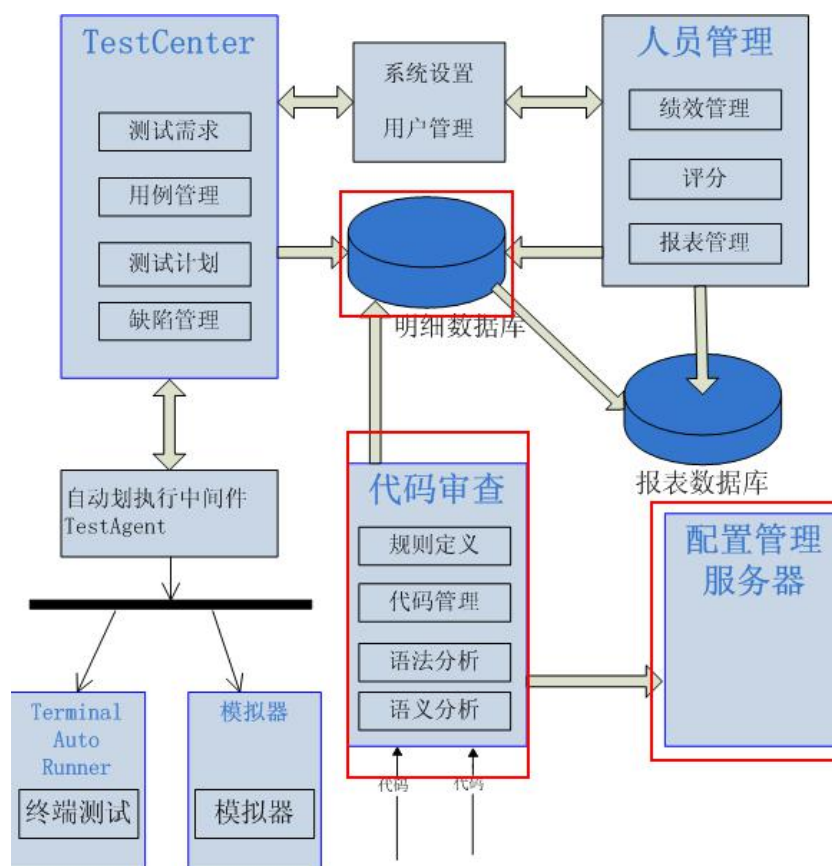 TestCenter
测试需求
用例管理
测试计划
缺陷管理
系统设置
用户管理
人员管理
绩效管理
评分
报表管理
明细数据库
报表数据库
自动划执行中间件
TestAgent
代码审查
规则定义
代码管理
语法分析
语义分析
配置管理
服务器
Terminal
Auto
Runner
终端测试
模拟器
模拟器
代码
代码